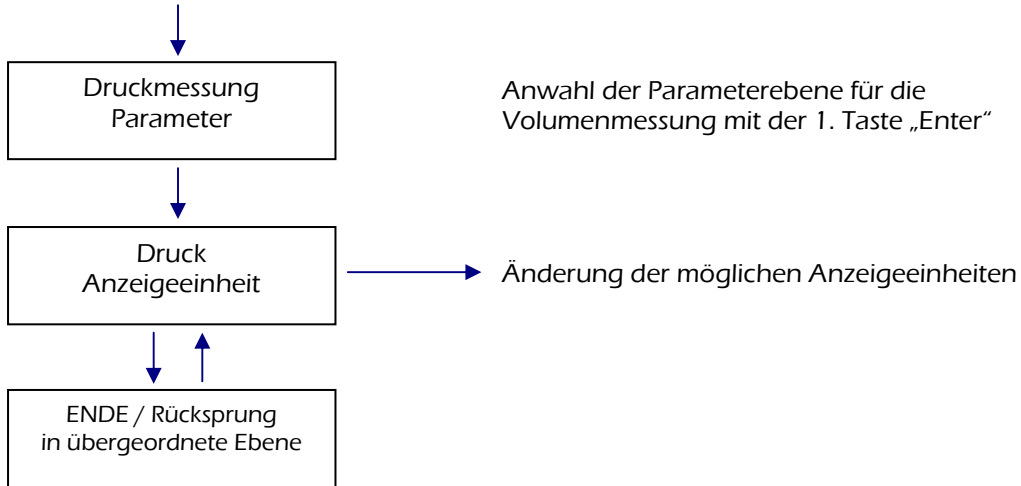 Druckmessung
Parameter
Anwahl der Parameterebene für die
Volumenmessung mit der 1. Taste „Enter“
Druck
Anzeigeeinheit
Änderung der möglichen Anzeigeeinheiten
ENDE / Rücksprung
in übergeordnete Ebene